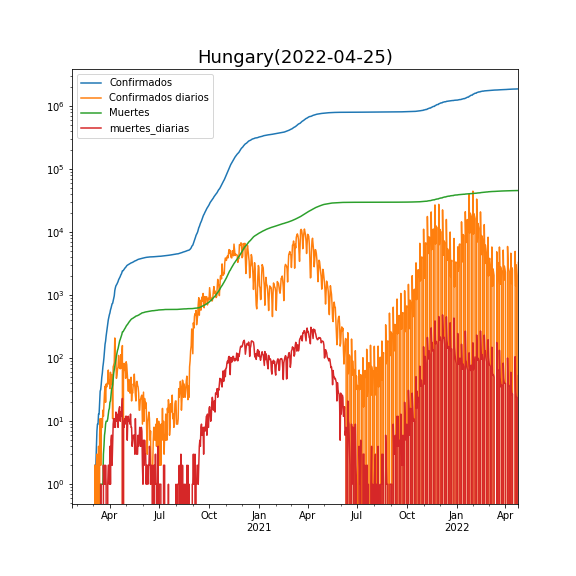 Hungary(2022-04-25)
Confirmados
Confirmados diarios
Muertes
muertes_diarias
10^6
10^5
10^4
10^3
10^2
10^1
10^0
Apr Jul Oct Jan Apr Jul Oct Jan Apr
2021 2022